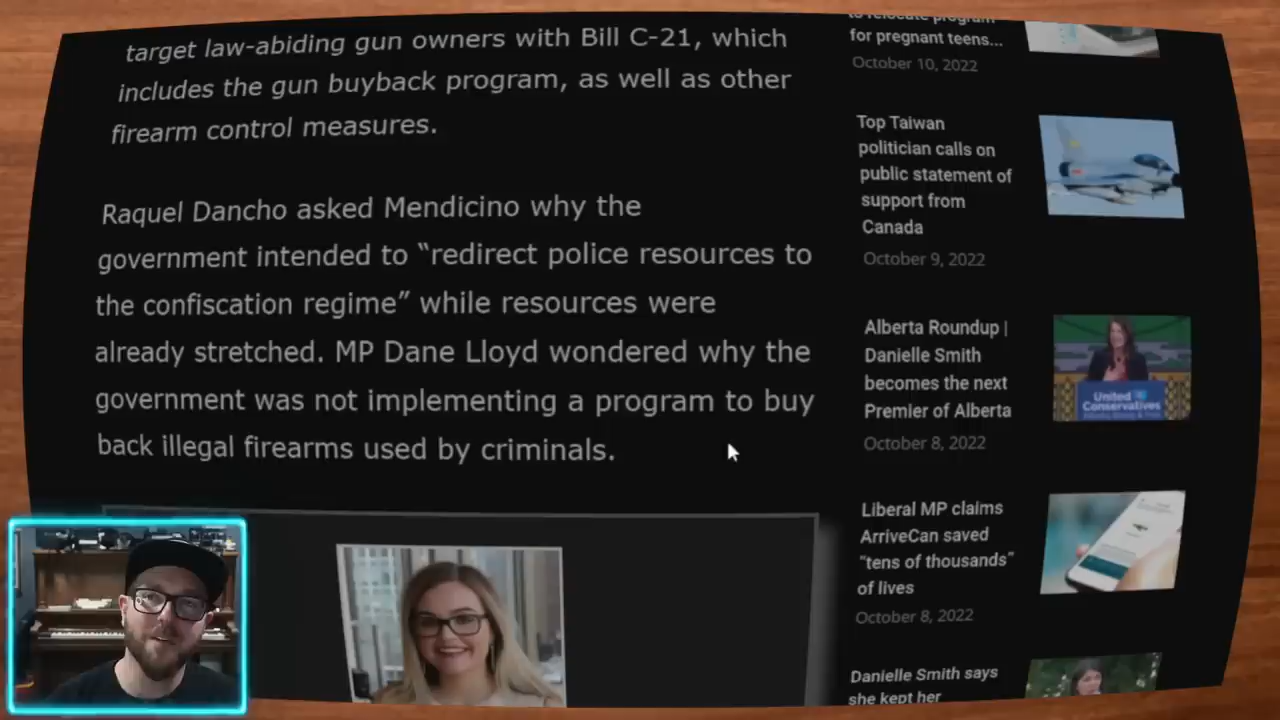 target law-abiding gun owners with Bill C-21, which
includes the gun buyback program, as well as other
firearm control measures.
Raquel Dancho asked Mendicino why the
government intended to “redirect police resources to
the confiscation regime” while resources were
already stretched. MP Dane Lloyd wondered why the
government was not implementing a program to buy
back illegal firearms used by criminals.
to relocate program
for pregnant teens...
October 10, 2022
Top Taiwan
politician calls on
public statement of
support from
Canada
October 9, 2022
Alberta Roundup |
Danielle Smith
becomes the next
Premier of Alberta
October 8, 2022
United
Conservatives
Liberal MP claims
ArriveCan saved
“tens of thousands”
of lives
October 8, 2022
Danielle Smith says
she kept her